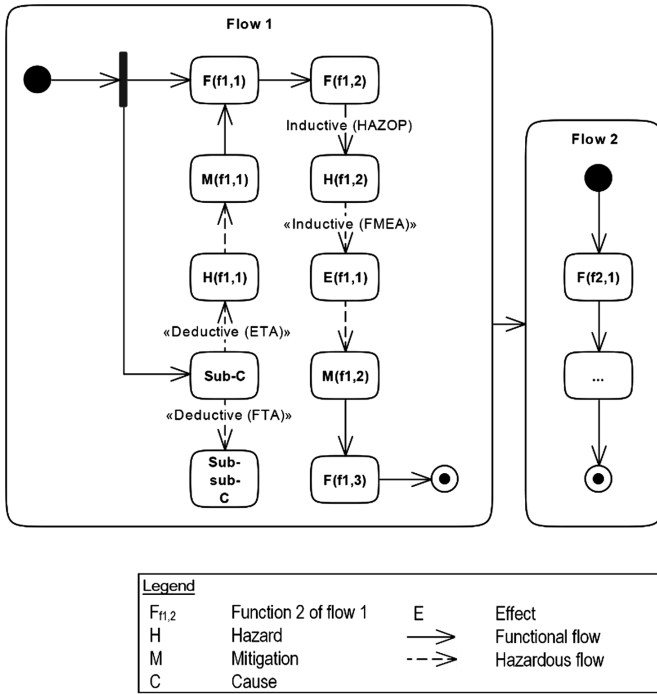 Flow 1
F(f1,1)
F(f1,2)
Inductive (HAZOP)
M(f1,1)
H(f1,2)
«Inductive (FMEA)»
H(f1,1)
E(f1,1)
«Deductive (ETA)»
Sub-C
M(f1,2)
«Deductive (FTA)»
Sub-
sub-
C
F(f1,3)
Flow 2
F(f2,1)
...
Legend
Ff1,2 Function 2 of flow 1 E Effect
H Hazard Functional flow
M Mitigation Hazardous flow
C Cause